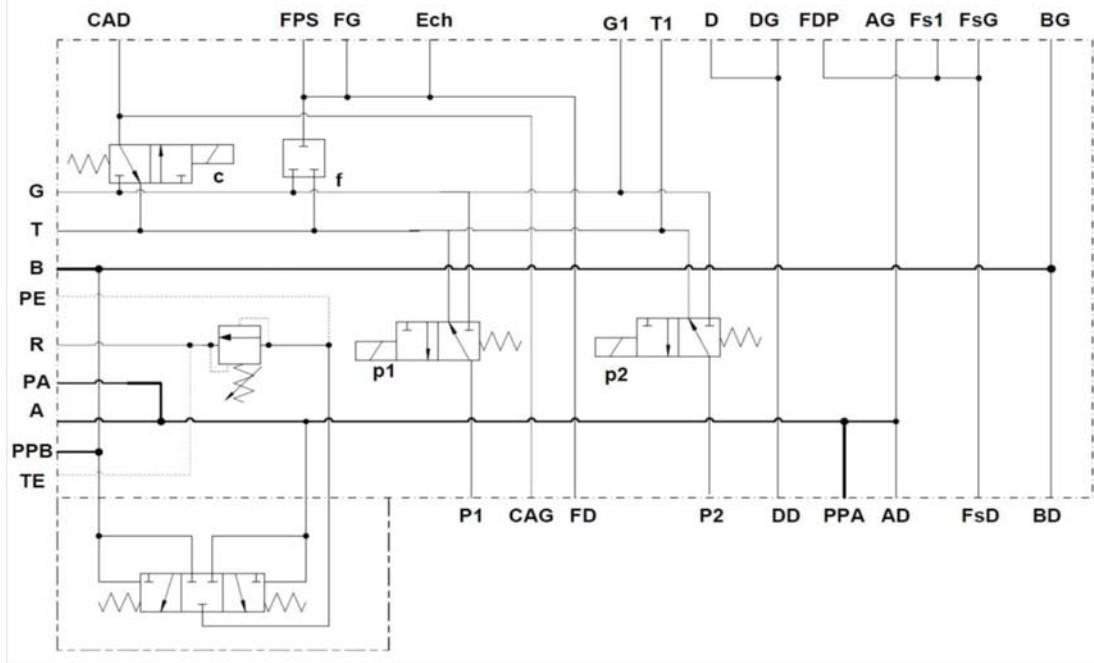 CAD FPS FG Ech G1 T1 D DG FDP AG Fs1 FsG BG
c
f
G
T
B
PE
R
p1
p2
PA
A
PPB
TE
P1 CAG FD P2 DD PPA AD FsD BD